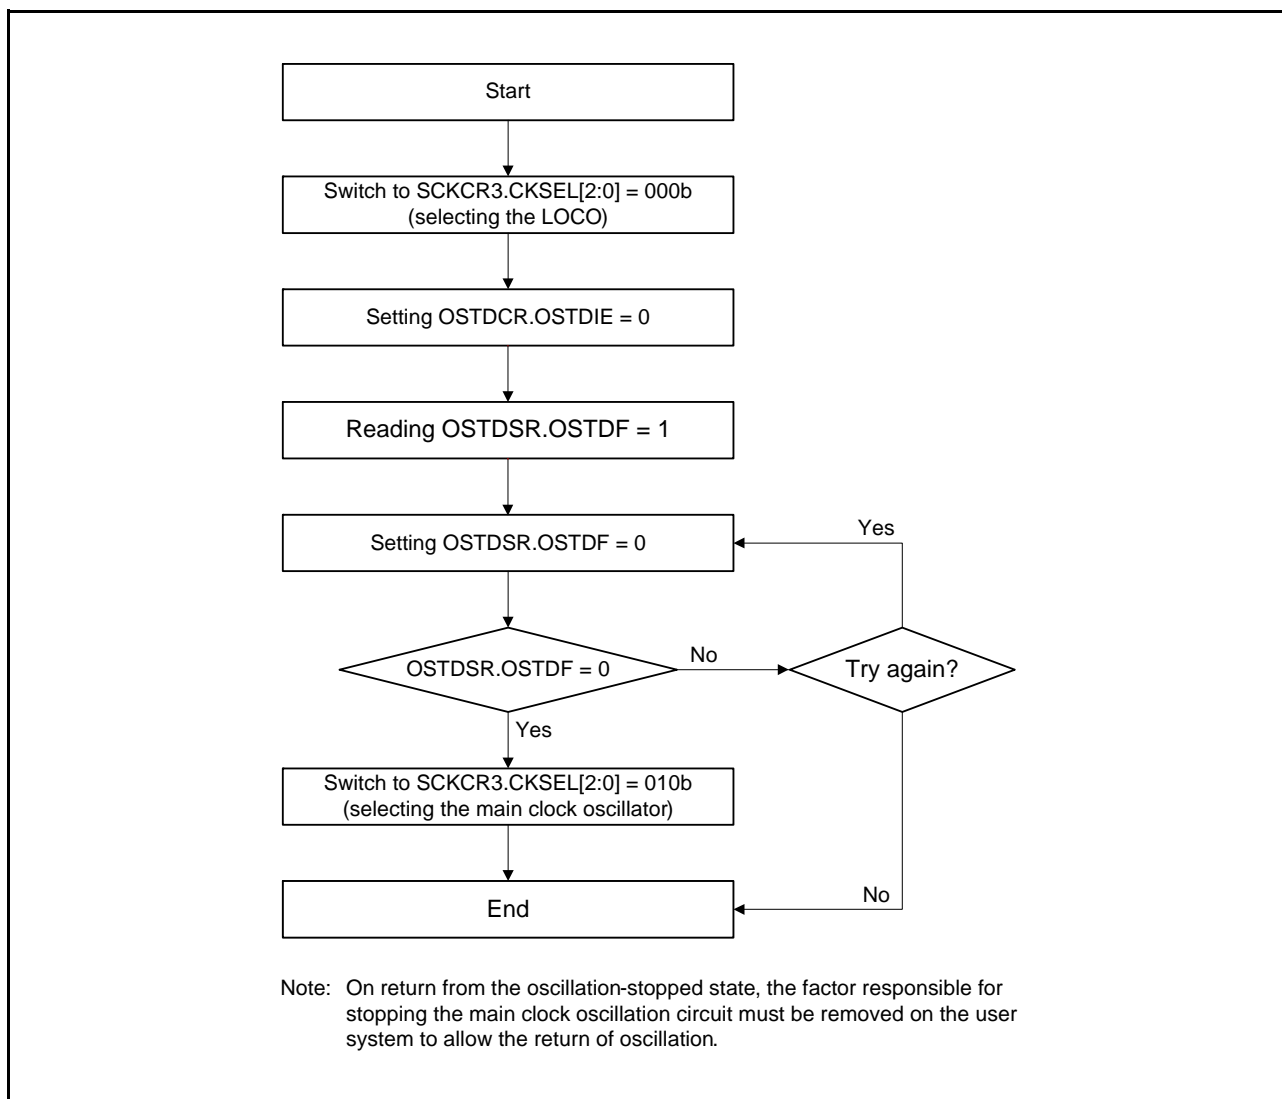 Start
Switch to SCKCR3.CKSEL[2:0] = 000b
(selecting the LOCO)
Setting OSTDCR.OSTDIE = 0
Reading OSTDSR.OSTDF = 1
Setting OSTDSR.OSTDF = 0
Yes
OSTDSR.OSTDF = 0
No
Try again?
Yes
Switch to SCKCR3.CKSEL[2:0] = 010b
(selecting the main clock oscillator)
No
End
Note: On return from the oscillation-stopped state, the factor responsible for
stopping the main clock oscillation circuit must be removed on the user
system to allow the return of oscillation.